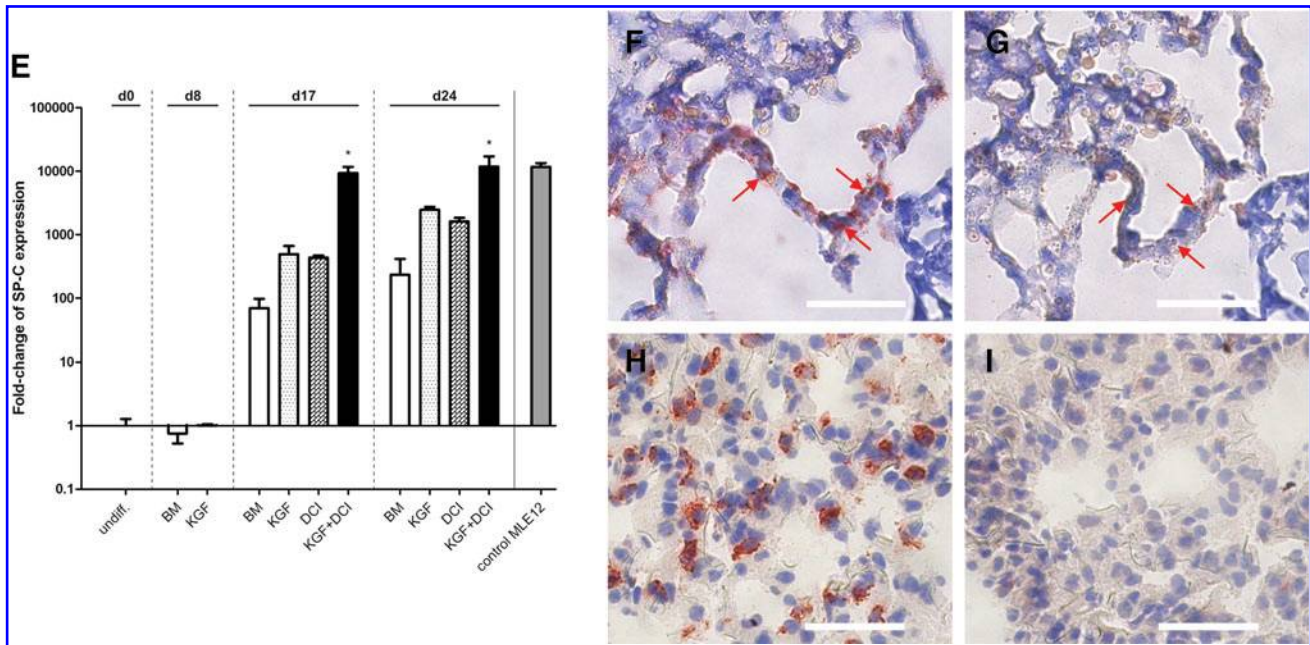 E
d0 d8 d17 d24
100000
10000
1000
100
10
1
0.1
Fold-change of SP-C expression
* *
undiff. BM KGF BM KGF DCI KGF+DCI BM KGF DCI KGF+DCI control MLE12
F
G
H
I